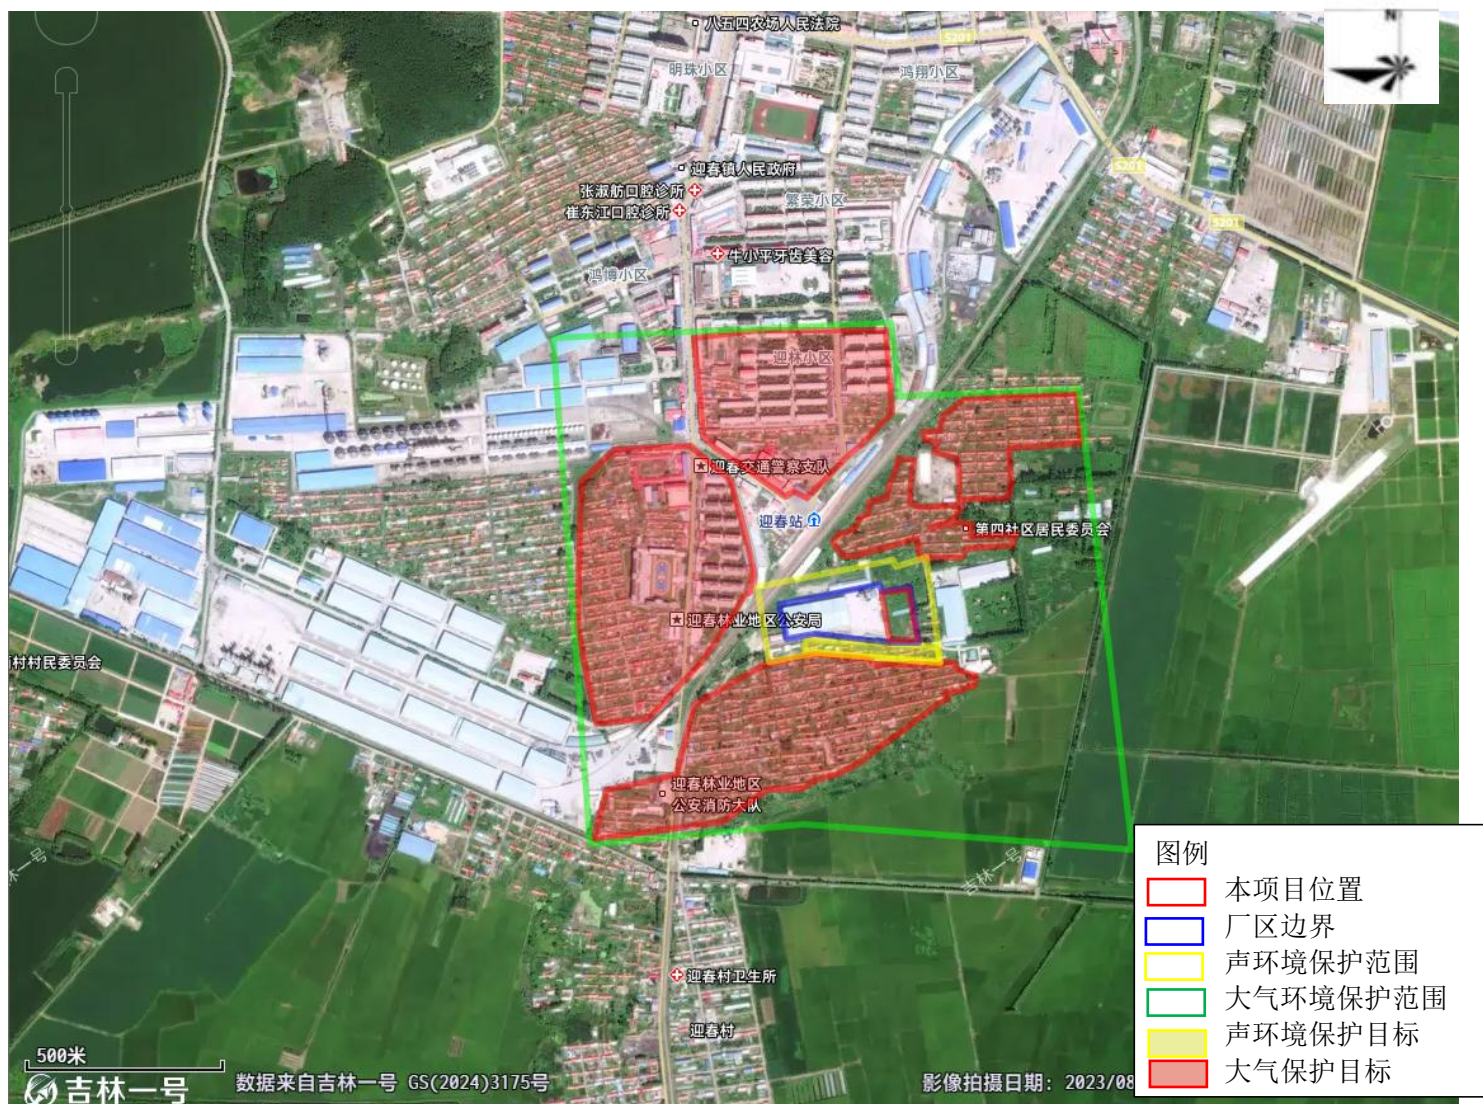 八五四农场人民法院
S201
明珠小区
鸿翔小区
N
迎春镇人民政府
S201
张淑舫口腔诊所
崔东江口腔诊所
繁荣小区
S201
牛小平牙齿美容
鸿博小区
迎林小区
迎春交通警察支队
迎春站
第四社区居民委员会
迎春林业地区公安局
村村民委员会
迎春林业地区
公安消防大队
吉林一号
林一号
迎春村卫生所
迎春村
图例
本项目位置
厂区边界
声环境保护范围
大气环境保护范围
声环境保护目标
大气保护目标
500米
吉林一号
数据来自吉林一号 GS(2024)3175号
影像拍摄日期: 2023/08